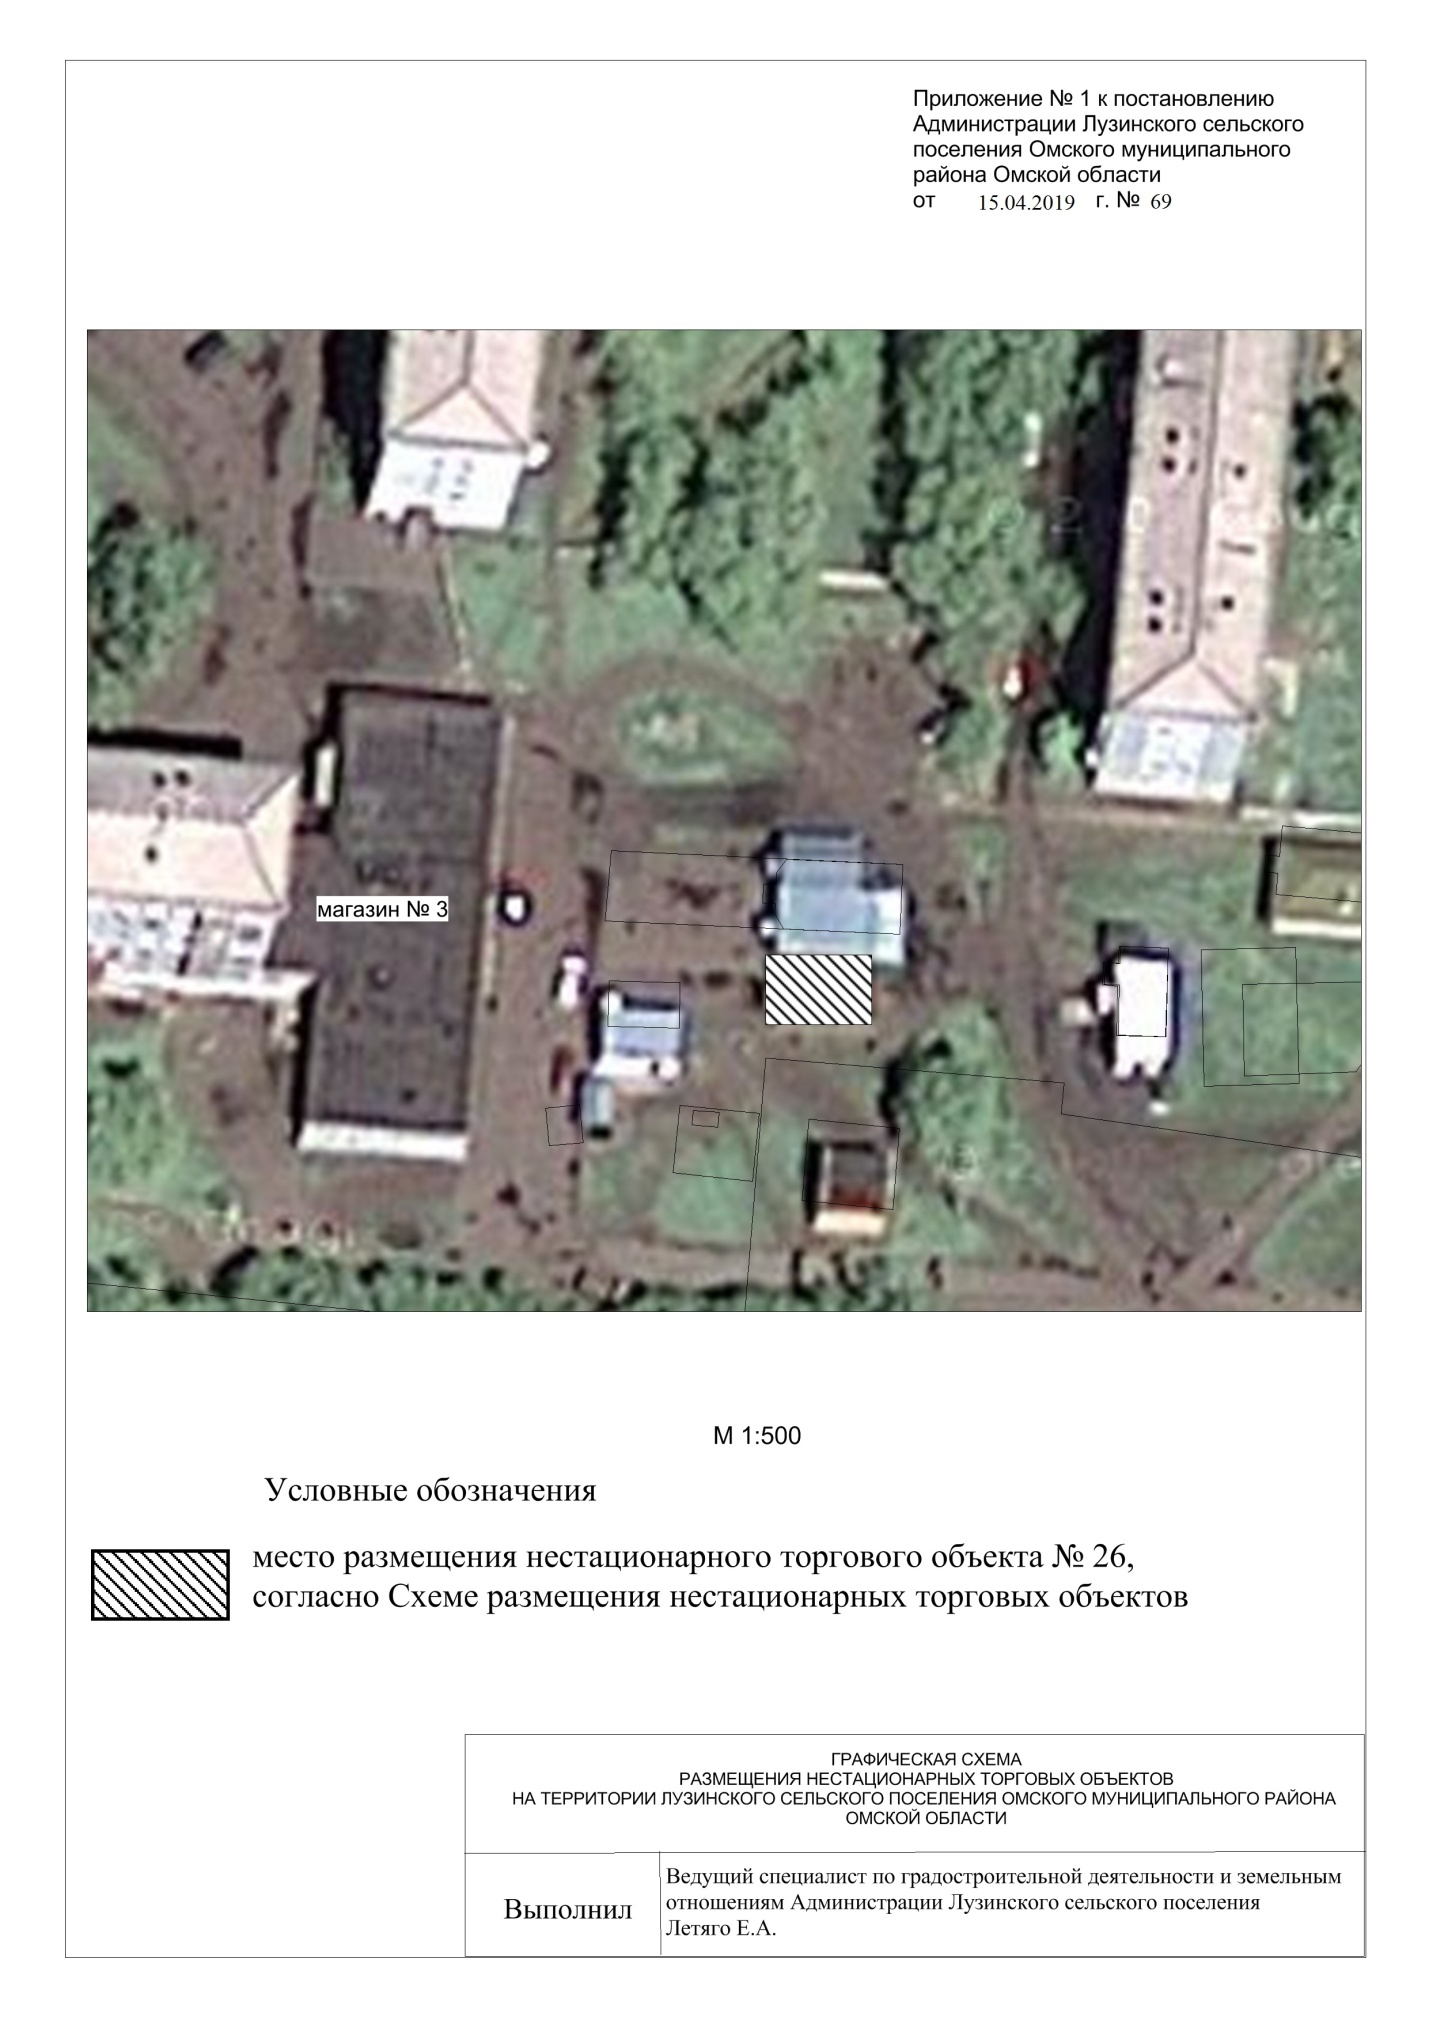 Приложение № 1 к постановлению
Администрации Лузинского сельского
поселения Омского муниципального
района Омской области
от 15.04.2019 г. № 69
магазин № 3
М 1:500
Условные обозначения
место размещения нестационарного торгового объекта № 26,
согласно Схеме размещения нестационарных торговых объектов
ГРАФИЧЕСКАЯ СХЕМА
РАЗМЕЩЕНИЯ НЕСТАЦИОНАРНЫХ ТОРГОВЫХ ОБЪЕКТОВ
НА ТЕРРИТОРИИ ЛУЗИНСКОГО СЕЛЬСКОГО ПОСЕЛЕНИЯ ОМСКОГО МУНИЦИПАЛЬНОГО РАЙОНА
ОМСКОЙ ОБЛАСТИ
Выполнил
Ведущий специалист по градостроительной деятельности и земельным
отношениям Администрации Лузинского сельского поселения
Летяго Е.А.